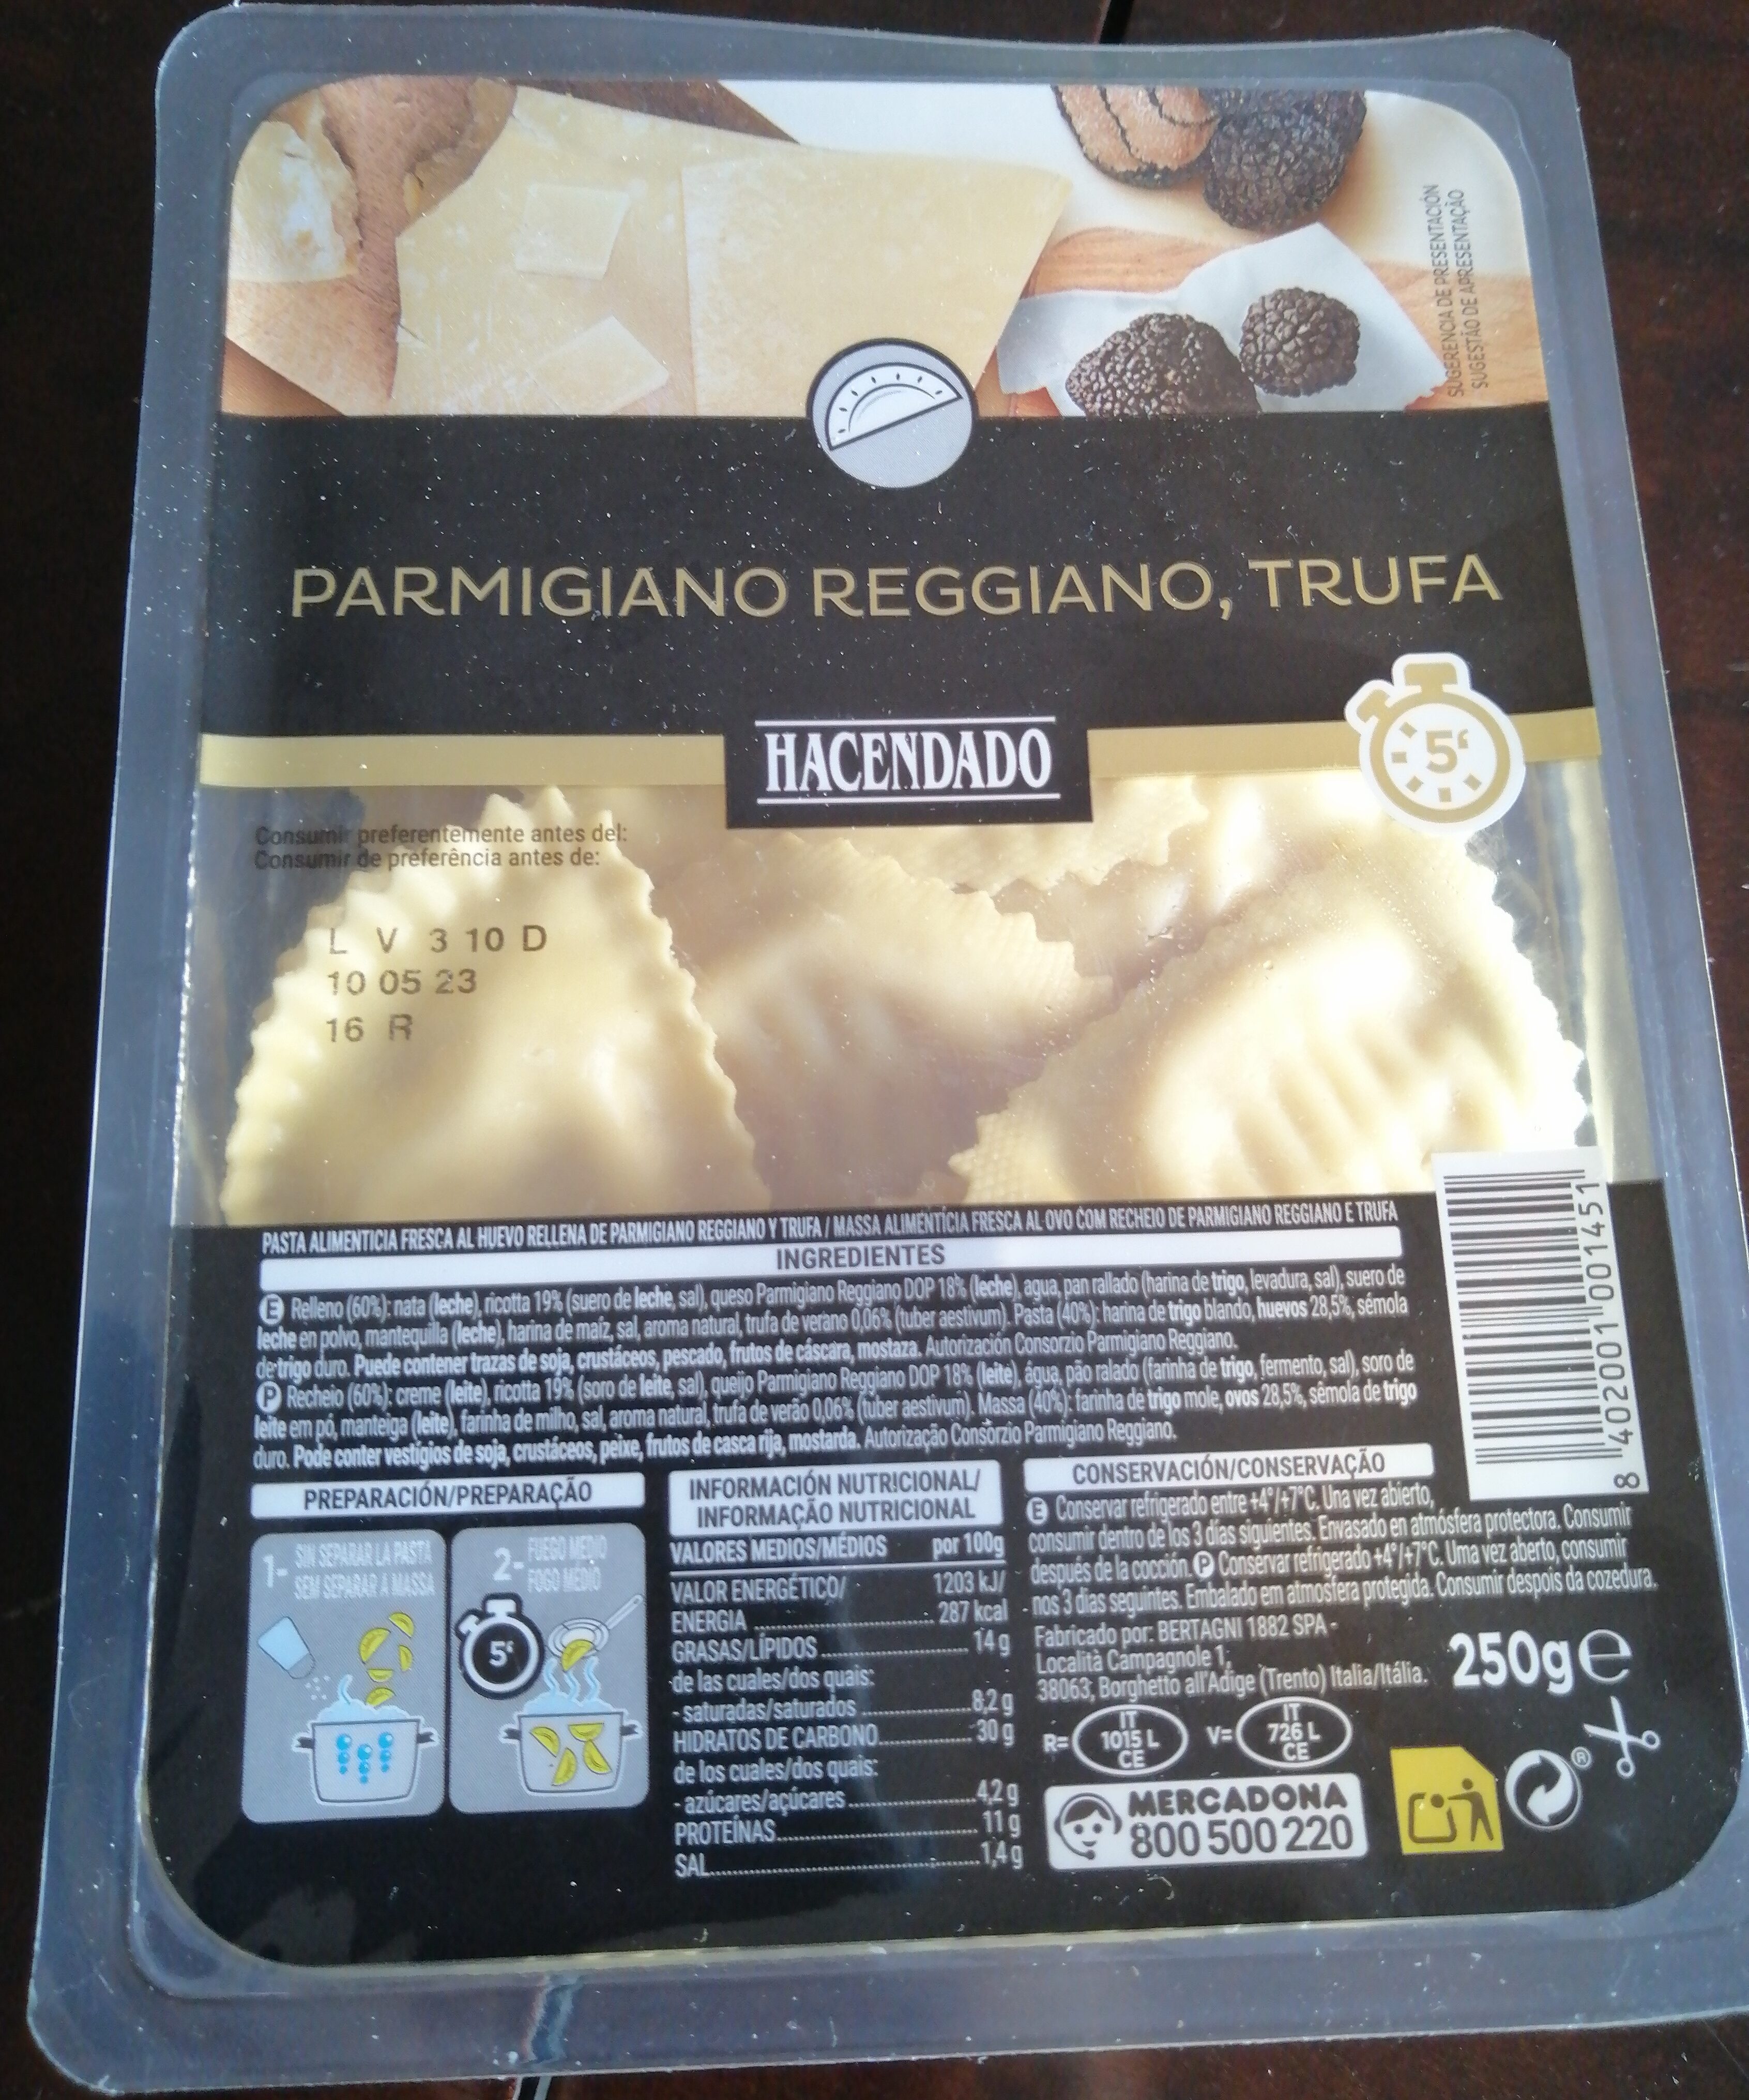 SUGERENCIA DE PRESENTACIÓN
SUGESTÃO DE APRESENTAÇÃO
PARMIGIANO REGGIANO, TRUFA
HACENDADO
5‘
Consumir preferentemente antes del:
Consumir de preferência antes de:
L V 3 10 D
10 05 23
16 R
PASTA ALIMENTICIA FRESCA AL HUEVO RELLENA DE PARMIGIANO REGGIANO Y TRUFA / MASSA ALIMENTÍCIA FRESCA AL OVO COM RECHEIO DE PARMIGIANO REGGIANO E TRUFA
INGREDIENTES
E Relleno (60%): nata (leche), ricotta 19% (suero de leche, sal), queso Parmigiano Reggiano DOP 18% (leche), agua, pan rallado (harina de trigo, levadura, sal), suero de
leche en polvo, mantequilla (leche), harina de maíz, sal, aroma natural, trufa de verano 0,06% (tuber aestivum). Pasta (40%): harina de trigo blando, huevos 28,5%, sémola
de trigo duro. Puede contener trazas de soja, crustáceos, pescado, frutos de cáscara, mostaza. Autorización Consorzio Parmigiano Reggiano.
P Recheio (60%): creme (leite), ricotta 19% (soro de leite, sal), queijo Parmigiano Reggiano DOP 18% (leite), água, pão ralado (farinha de trigo, fermento, sal), soro de
leite em pó, manteiga (leite), farinha de milho, sal, aroma natural, trufa de verão 0,06% (tuber aestivum). Massa (40%): farinha de trigo mole, ovos 28,5%, sêmola de trigo
duro. Pode conter vestígios de soja, crustáceos, peixe, frutos de casca rija, mostarda. Autorização Consorzio Parmigiano Reggiano.
8 402001 001451
PREPARACIÓN/PREPARAÇÃO
1- SIN SEPARAR LA PASTA
SEM SEPARAR A MASSA
2- FUEGO MEDIO
FOGO MÉDIO
5‘
INFORMACIÓN NUTRICIONAL/
INFORMAÇÃO NUTRICIONAL
VALORES MEDIOS/MÉDIOS por 100g
VALOR ENERGÉTICO/ 1203 kJ/
ENERGIA 287 kcal
GRASAS/LÍPIDOS 14 g
de las cuales/dos quais:
- saturadas/saturados 8,2 g
HIDRATOS DE CARBONO 30 g
de los cuales/dos quais:
- azúcares/açúcares 4,2 g
PROTEÍNAS 11 g
SAL 1,4 g
CONSERVACIÓN/CONSERVAÇÃO
E Conservar refrigerado entre +4°/+7°C. Una vez abierto,
consumir dentro de los 3 días siguientes. Envasado en atmósfera protectora. Consumir
después de la cocción. P Conservar refrigerado +4°/+7°C. Uma vez aberto, consumir
nos 3 dias seguintes. Embalado em atmosfera protegida. Consumir despois da cozedura.
Fabricado por: BERTAGNI 1882 SPA -
Località Campagnole 1;
38063, Borghetto all'Adige (Trento) Italia/Itália.
250g e
R= IT 1015 L CE V= IT 726 L CE
MERCADONA
800 500 220
®